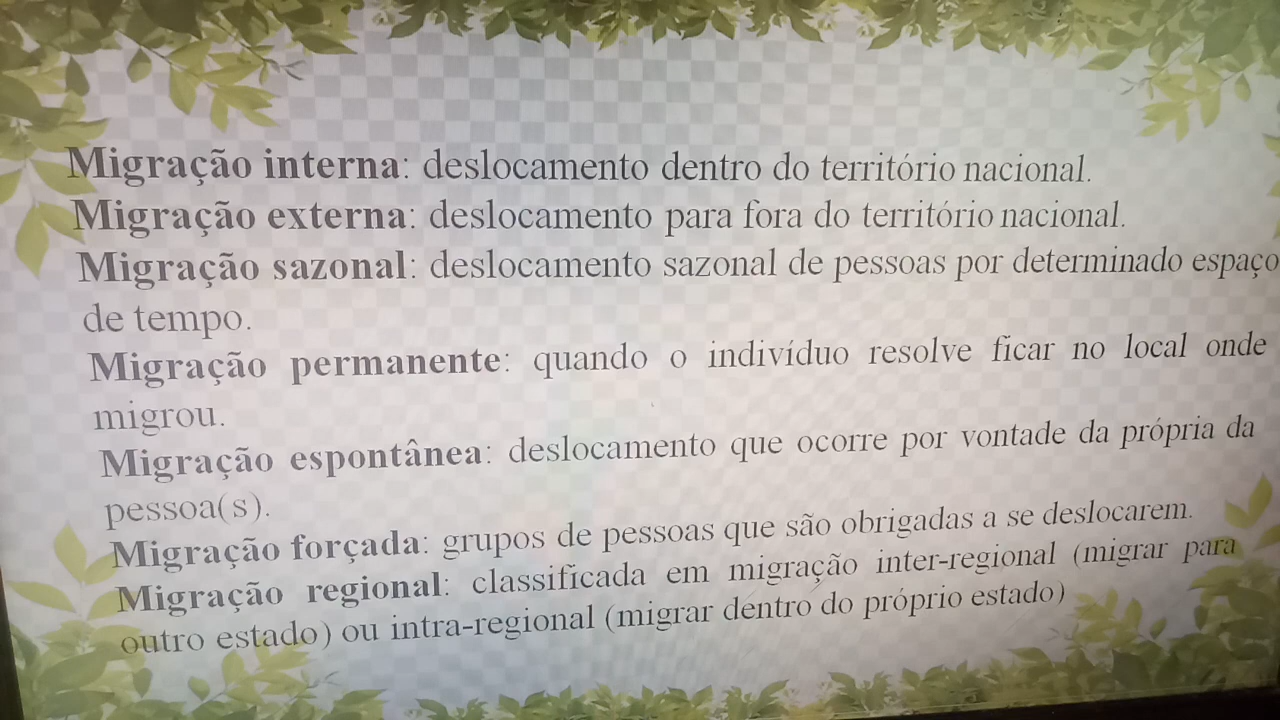 Migração interna: deslocamento dentro do território nacional.
Migração externa: deslocamento para fora do território nacional.
Migração sazonal: deslocamento sazonal de pessoas por determinado espaço
de tempo.
Migração permanente: quando o indivíduo resolve ficar no local onde
migrou.
Migração espontânea: deslocamento que ocorre por vontade da própria da
pessoa(s).
Migração forçada: grupos de pessoas que são obrigadas a se deslocarem.
Migração regional: classificada em migração inter-regional (migrar para
outro estado) ou intra-regional (migrar dentro do próprio estado)